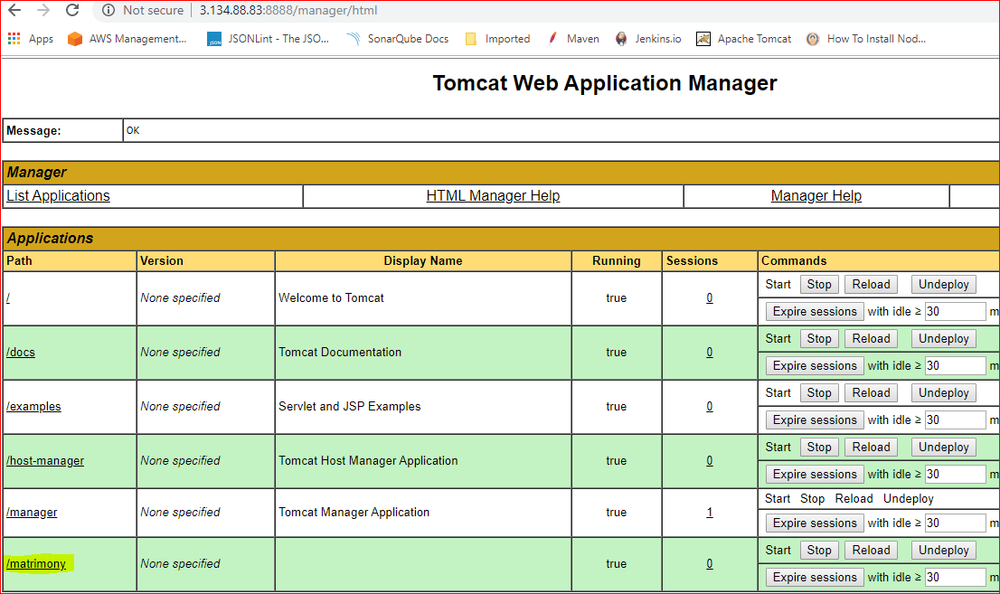 Not secure | 3.134.88.83:8888/manager/html
Apps AWS Management... JSONLint - The JSO... SonarQube Docs Imported Maven Jenkins.io Apache Tomcat How To Install Nod...
Tomcat Web Application Manager
Message: OK
Manager
List Applications HTML Manager Help Manager Help
Applications
Path Version Display Name Running Sessions Commands
/ None specified Welcome to Tomcat true 0 Start Stop Reload Undeploy
Expire sessions with idle ≥ 30 m
/docs None specified Tomcat Documentation true 0 Start Stop Reload Undeploy
Expire sessions with idle ≥ 30 m
/examples None specified Servlet and JSP Examples true 0 Start Stop Reload Undeploy
Expire sessions with idle ≥ 30 m
/host-manager None specified Tomcat Host Manager Application true 0 Start Stop Reload Undeploy
Expire sessions with idle ≥ 30 m
/manager None specified Tomcat Manager Application true 1 Start Stop Reload Undeploy
Expire sessions with idle ≥ 30 m
/matrimony None specified true 0 Start Stop Reload Undeploy
Expire sessions with idle ≥ 30 m